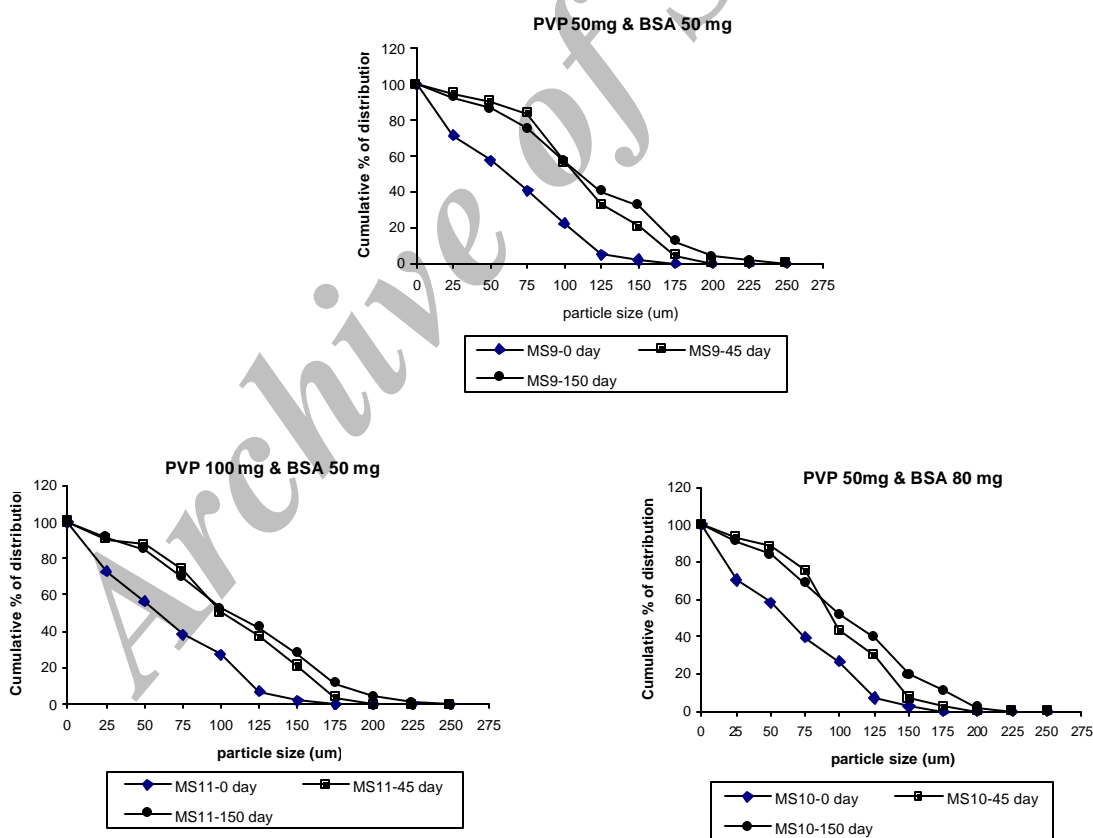 PVP 50mg & BSA 50 mg
Cumulative % of distribution
120
100
80
60
40
20
0
0 25 50 75 100 125 150 175 200 225 250 275
particle size (um)
MS9-0 day MS9-45 day
MS9-150 day
PVP 100 mg & BSA 50 mg
Cumulative % of distributio
120
100
80
60
40
20
0
0 25 50 75 100 125 150 175 200 225 250 275
particle size (um)
MS11-0 day MS11-45 day
MS11-150 day
PVP 50mg & BSA 80 mg
Cumulative % of distribution
120
100
80
60
40
20
0
0 25 50 75 100 125 150 175 200 225 250 275
particle size (um)
MS10-0 day MS10-45 day
MS10-150 day
Archive of